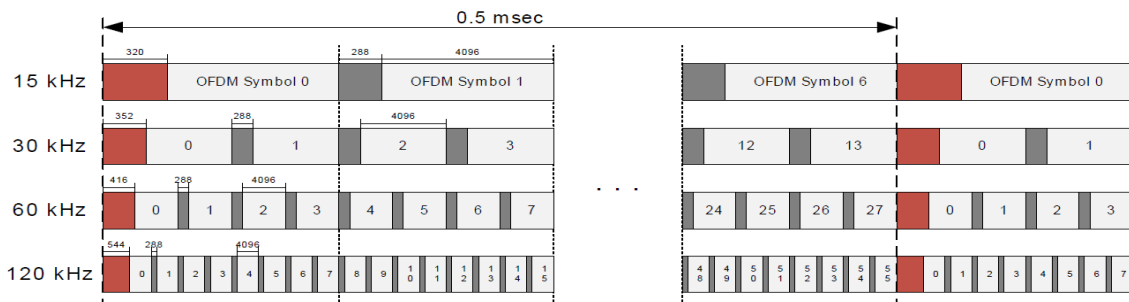 0.5 msec
320 288 4096
15 kHz OFDM Symbol 0 OFDM Symbol 1 OFDM Symbol 6 OFDM Symbol 0
352 288 4096
30 kHz 0 1 2 3 12 13 0 1
416 288 4096
60 kHz 0 1 2 3 4 5 6 7 . . . 24 25 26 27 0 1 2 3
544 288 4096
120 kHz 0 1 2 3 4 5 6 7 8 9 10 11 12 13 14 15 48 49 50 51 52 53 54 55 0 1 2 3 4 5 6 7